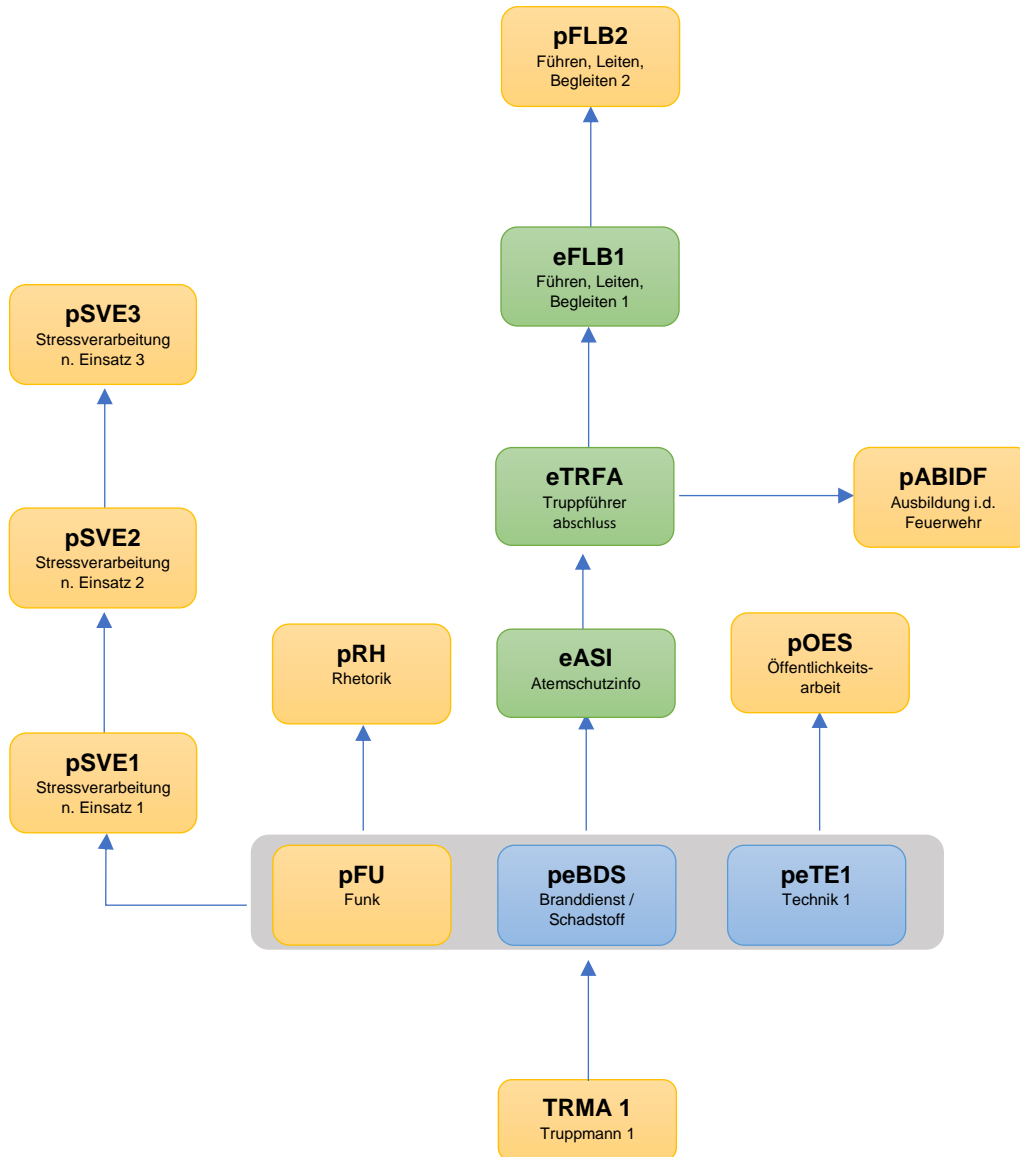 pFLB2
Führen, Leiten,
Begleiten 2
eFLB1
Führen, Leiten,
Begleiten 1
pSVE3
Stressverarbeitung
n. Einsatz 3
eTRFA
Truppführer
abschluss
pABIDF
Ausbildung i.d.
Feuerwehr
pSVE2
Stressverarbeitung
n. Einsatz 2
pRH
Rhetorik
eASI
Atemschutzinfo
pOES
Öffentlichkeits-
arbeit
pSVE1
Stressverarbeitung
n. Einsatz 1
pFU
Funk
peBDS
Branddienst /
Schadstoff
peTE1
Technik 1
TRMA 1
Truppmann 1